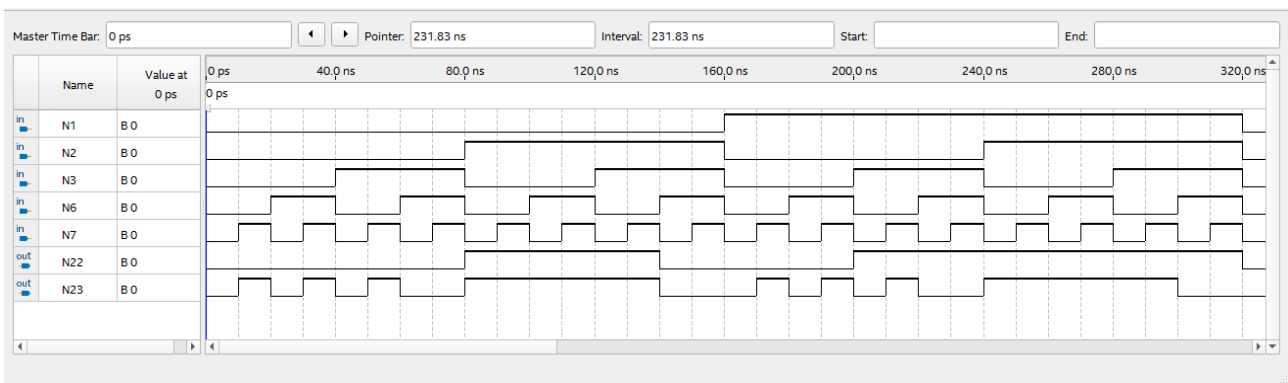 Master Time Bar: 0 ps Pointer: 231.83 ns Interval: 231.83 ns Start: End:
Name Value at 0 ps 0 ps 40.0 ns 80.0 ns 120.0 ns 160.0 ns 200.0 ns 240.0 ns 280.0 ns 320.0 ns
0 ps
in N1 B 0
in N2 B 0
in N3 B 0
in N6 B 0
in N7 B 0
out N22 B 0
out N23 B 0